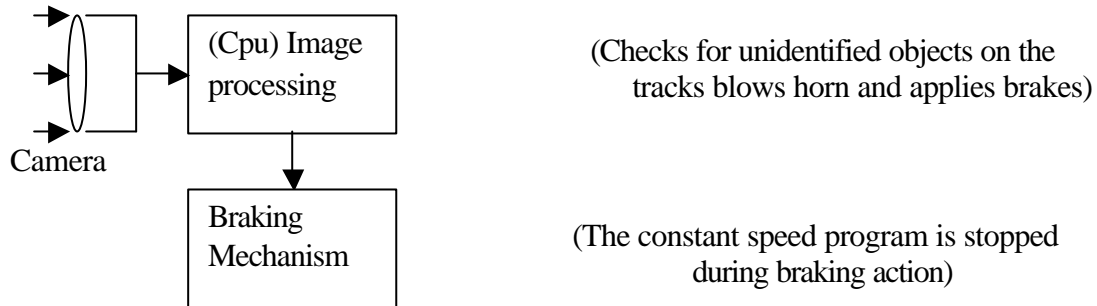 (Cpu) Image
processing
(Checks for unidentified objects on the
tracks blows horn and applies brakes)
Camera
Braking
Mechanism
(The constant speed program is stopped
during braking action)